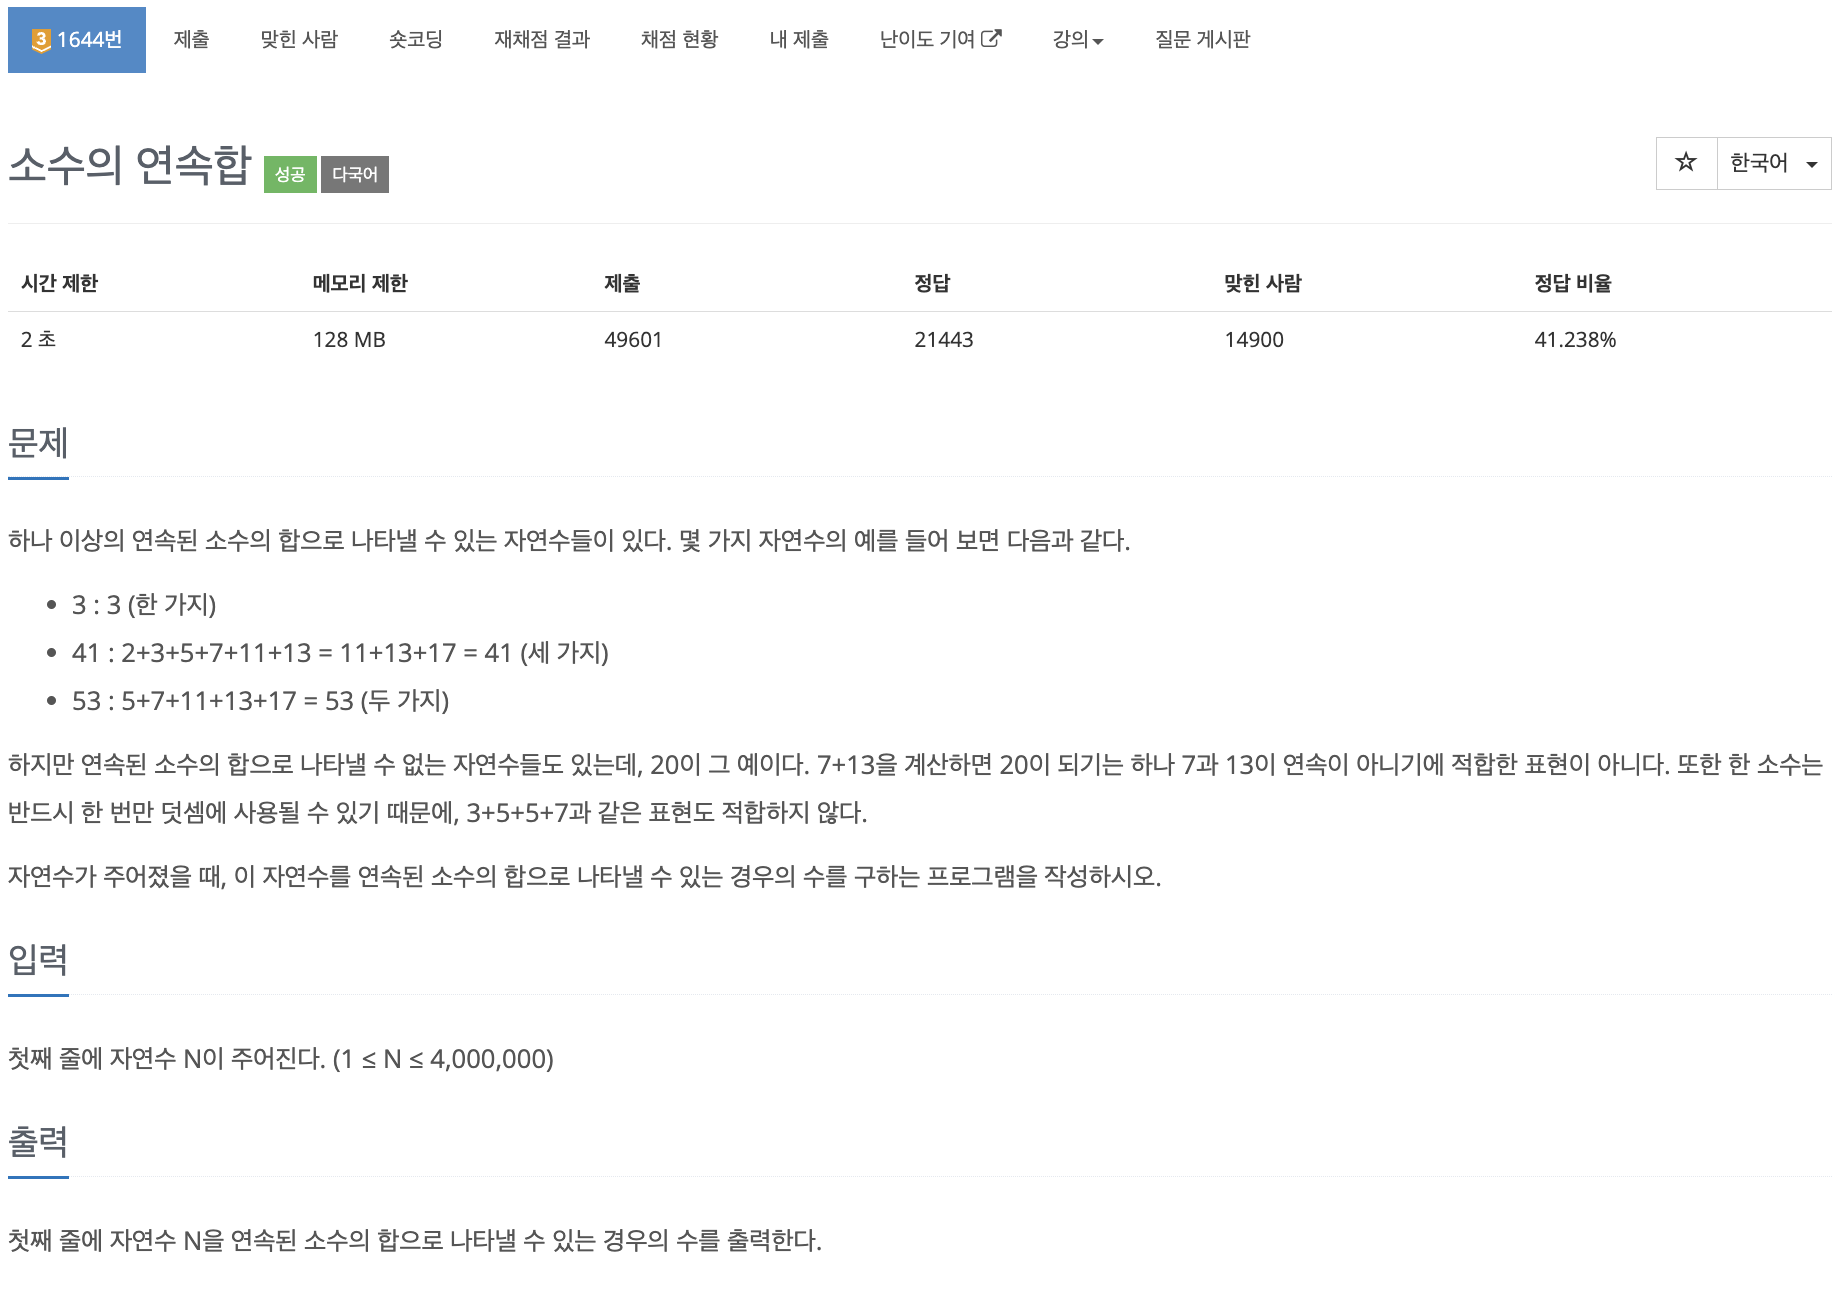 3 1644번 제출 맞힌 사람 숏코딩 재채점 결과 채점 현황 내 제출 난이도 기여 강의 질문 게시판
소수의 연속합 성공 다국어 한국어
시간 제한 메모리 제한 제출 정답 맞힌 사람 정답 비율
2 초 128 MB 49601 21443 14900 41.238%
문제
하나 이상의 연속된 소수의 합으로 나타낼 수 있는 자연수들이 있다. 몇 가지 자연수의 예를 들어 보면 다음과 같다.
• 3 : 3 (한 가지)
• 41 : 2+3+5+7+11+13 = 11+13+17 = 41 (세 가지)
• 53 : 5+7+11+13+17 = 53 (두 가지)
하지만 연속된 소수의 합으로 나타낼 수 없는 자연수들도 있는데, 20이 그 예이다. 7+13을 계산하면 20이 되기는 하나 7과 13이 연속이 아니기에 적합한 표현이 아니다. 또한 한 소수는
반드시 한 번만 덧셈에 사용될 수 있기 때문에, 3+5+5+7과 같은 표현도 적합하지 않다.
자연수가 주어졌을 때, 이 자연수를 연속된 소수의 합으로 나타낼 수 있는 경우의 수를 구하는 프로그램을 작성하시오.
입력
첫째 줄에 자연수 N이 주어진다. (1 ≤ N ≤ 4,000,000)
출력
첫째 줄에 자연수 N을 연속된 소수의 합으로 나타낼 수 있는 경우의 수를 출력한다.